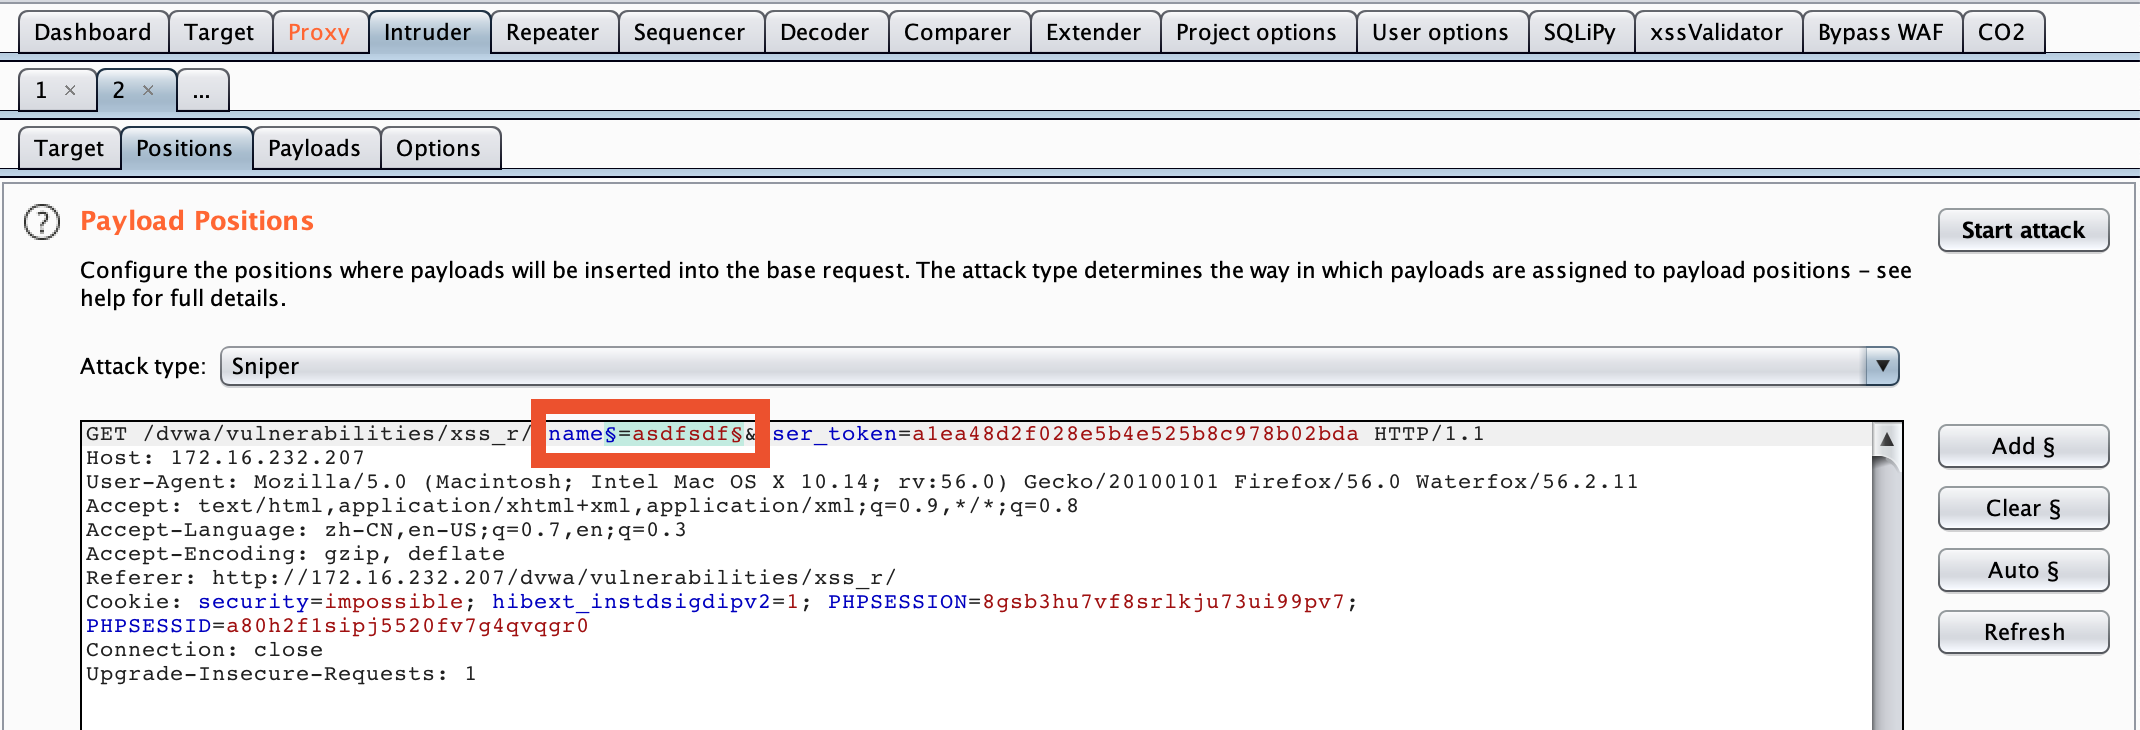 Dashboard Target Proxy Intruder Repeater Sequencer Decoder Comparer Extender Project options User options SQLiPy xssValidator Bypass WAF CO2
1 × 2 × ...
Target Positions Payloads Options
? Payload Positions
Start attack
Configure the positions where payloads will be inserted into the base request. The attack type determines the way in which payloads are assigned to payload positions – see
help for full details.
Attack type: Sniper
GET /dvwa/vulnerabilities/xss_r/ name§=asdfsdf§& ser_token=a1ea48d2f028e5b4e525b8c978b02bda HTTP/1.1
Host: 172.16.232.207
User-Agent: Mozilla/5.0 (Macintosh; Intel Mac OS X 10.14; rv:56.0) Gecko/20100101 Firefox/56.0 Waterfox/56.2.11
Accept: text/html,application/xhtml+xml,application/xml;q=0.9,*/*;q=0.8
Accept-Language: zh-CN,en-US;q=0.7,en;q=0.3
Accept-Encoding: gzip, deflate
Referer: http://172.16.232.207/dvwa/vulnerabilities/xss_r/
Cookie: security=impossible; hibext_instdsigdipv2=1; PHPSESSION=8gsb3hu7vf8srlkju73ui99pv7;
PHPSESSID=a80h2f1sipj5520fv7g4qvqgr0
Connection: close
Upgrade-Insecure-Requests: 1
Add §
Clear §
Auto §
Refresh